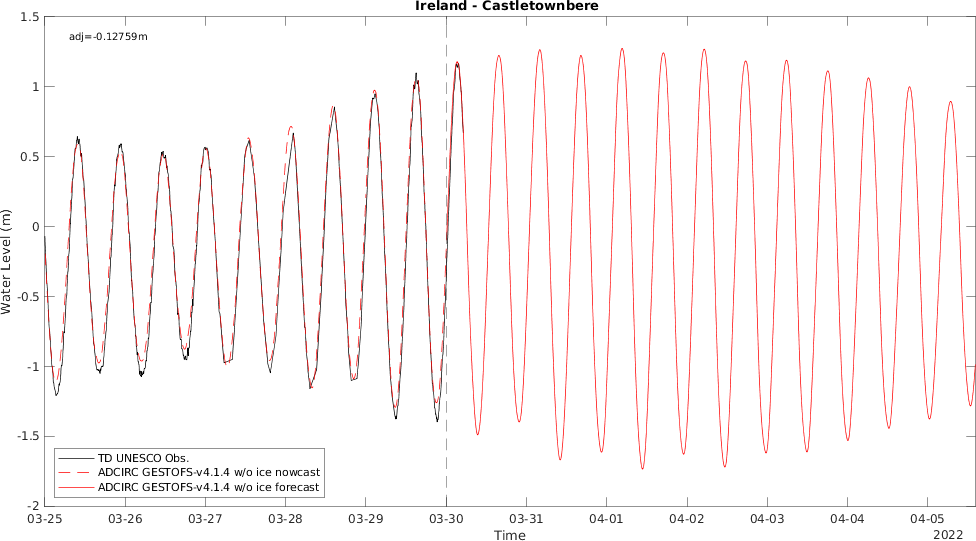 Ireland - Castletownbere
adj=-0.12759m
1.5
1
0.5
0
-0.5
-1
-1.5
-2
Water Level (m)
TD UNESCO Obs.
ADCIRC GESTOFS-v4.1.4 w/o ice nowcast
ADCIRC GESTOFS-v4.1.4 w/o ice forecast
03-25 03-26 03-27 03-28 03-29 03-30 03-31 04-01 04-02 04-03 04-04 04-05
Time
2022